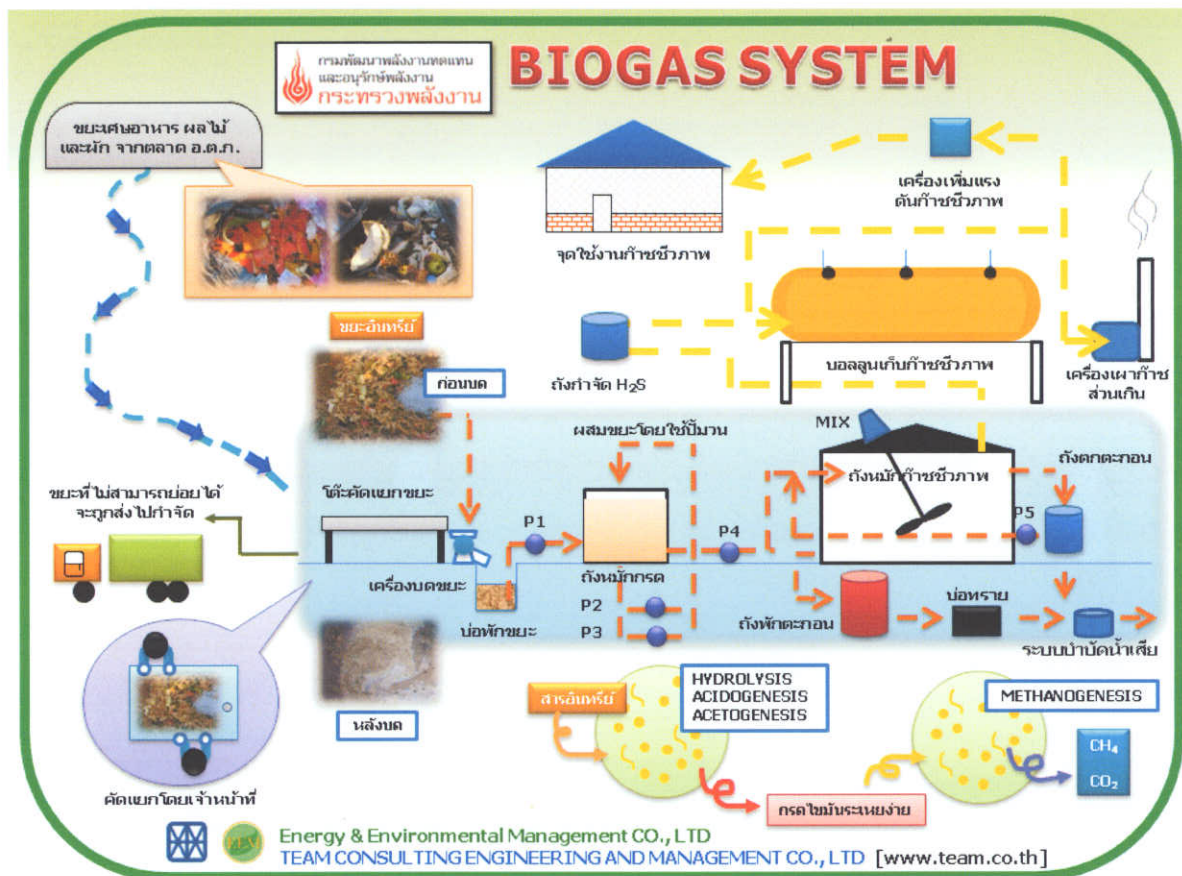 กรมพัฒนาพลังงานทดแทน
และอนุรักษ์พลังงาน
กระทรวงพลังงาน
BIOGAS SYSTEM
ขยะเศษอาหาร ผลไม้
และผัก จากตลาด อ.ต.ก.
เครื่องเพิ่มแรง
ดันก๊าซชีวภาพ
จุดใช้งานก๊าซชีวภาพ
ขยะอินทรีย์
ก่อนบด
ถังกำจัด H₂S
บอลลูนเก็บก๊าซชีวภาพ
เครื่องเผาก๊าซ
ส่วนเกิน
MIX
ผสมขยะโดยใช้ปั๊มวน
ถังหมักก๊าซชีวภาพ
ถังตกตะกอน
ขยะที่ไม่สามารถย่อยได้
จะถูกส่งไปกำจัด
โต๊ะคัดแยกขยะ
P1
P4
P5
เครื่องบดขยะ
ถังหมักกรด
บ่อพักขยะ
P2
P3
ถังพักตะกอน
บ่อทราย
ระบบบำบัดน้ำเสีย
หลังบด
คัดแยกโดยเจ้าหน้าที่
สารอินทรีย์
HYDROLYSIS
ACIDOGENESIS
ACETOGENESIS
METHANOGENESIS
CH₄
CO₂
กรดไขมันระเหยง่าย
Energy & Environmental Management CO., LTD
TEAM CONSULTING ENGINEERING AND MANAGEMENT CO., LTD [www.team.co.th]